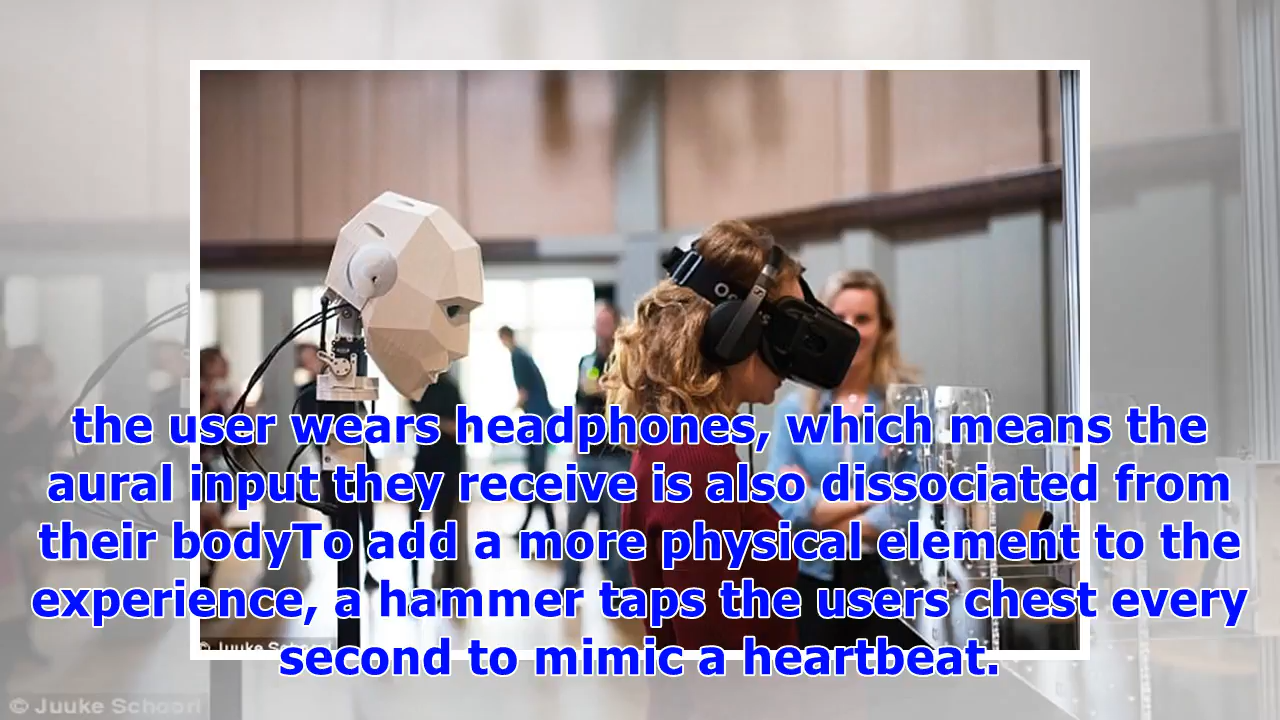 the user wears headphones, which means the
aural input they receive is also dissociated from
their bodyTo add a more physical element to the
experience, a hammer taps the users chest every
second to mimic a heartbeat.
© Juuke Schoorl